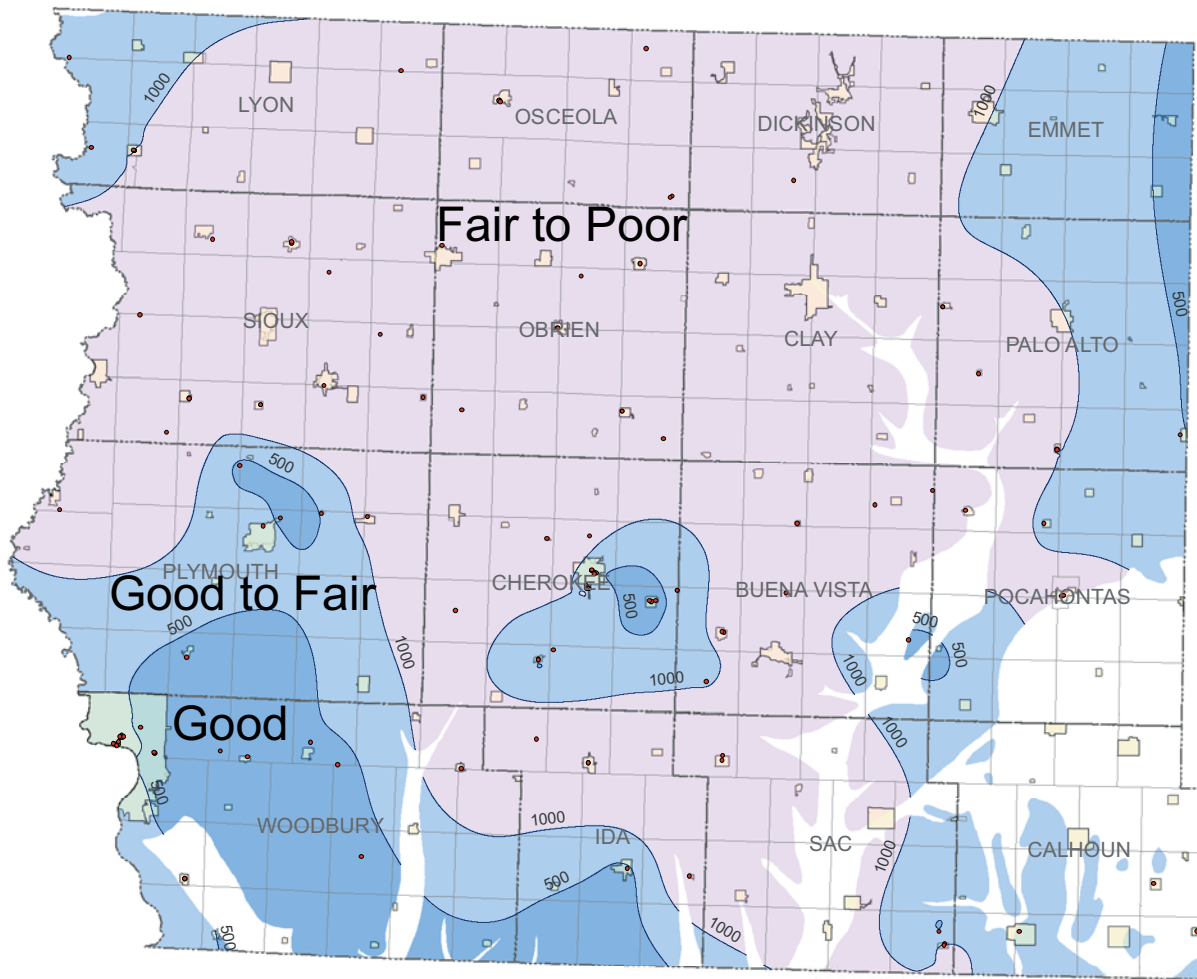 1000
LYON
OSCEOLA
DICKINSON
1000
EMMET
Fair to Poor
500
SIOUX
OBRIEN
CLAY
PALO ALTO
500
PLYMOUTH
Good to Fair
CHEROKEE
500
BUENA VISTA
POCAHONTAS
500
500
500
1000
1000
1000
Good
1000
500
WOODBURY
1000
IDA
SAC
1000
CALHOUN
500
500
1000